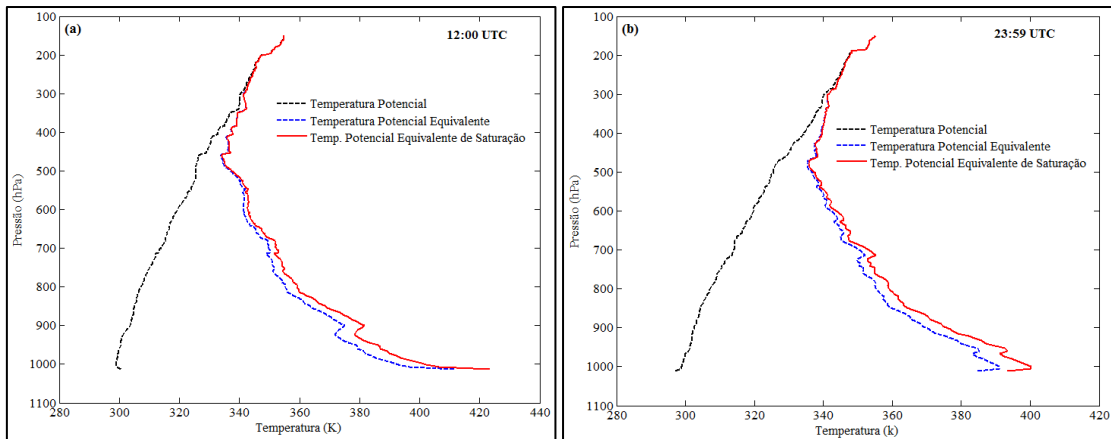 (a)
12:00 UTC
100
200
300
400
500
600
700
800
900
1000
1100
Pressão (hPa)
Temperatura Potencial
Temperatura Potencial Equivalente
Temp. Potencial Equivalente de Saturação
280 300 320 340 360 380 400 420 440
Temperatura (K)
(b)
23:59 UTC
100
200
300
400
500
600
700
800
900
1000
1100
Pressão (hPa)
Temperatura Potencial
Temperatura Potencial Equivalente
Temp. Potencial Equivalente de Saturação
280 300 320 340 360 380 400 420
Temperatura (k)